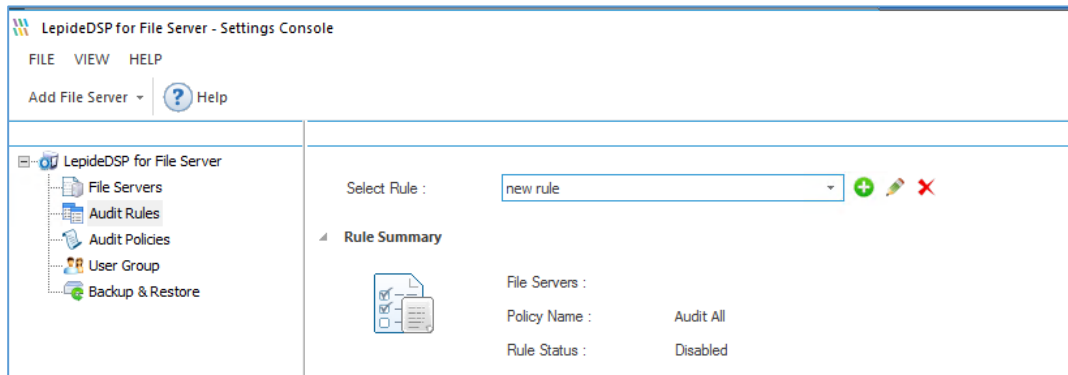 LepideDSP for File Server - Settings Console
FILE VIEW HELP
Add File Server ? Help
LepideDSP for File Server
File Servers
Audit Rules
Audit Policies
User Group
Backup & Restore
Select Rule : new rule
Rule Summary
File Servers :
Policy Name : Audit All
Rule Status : Disabled